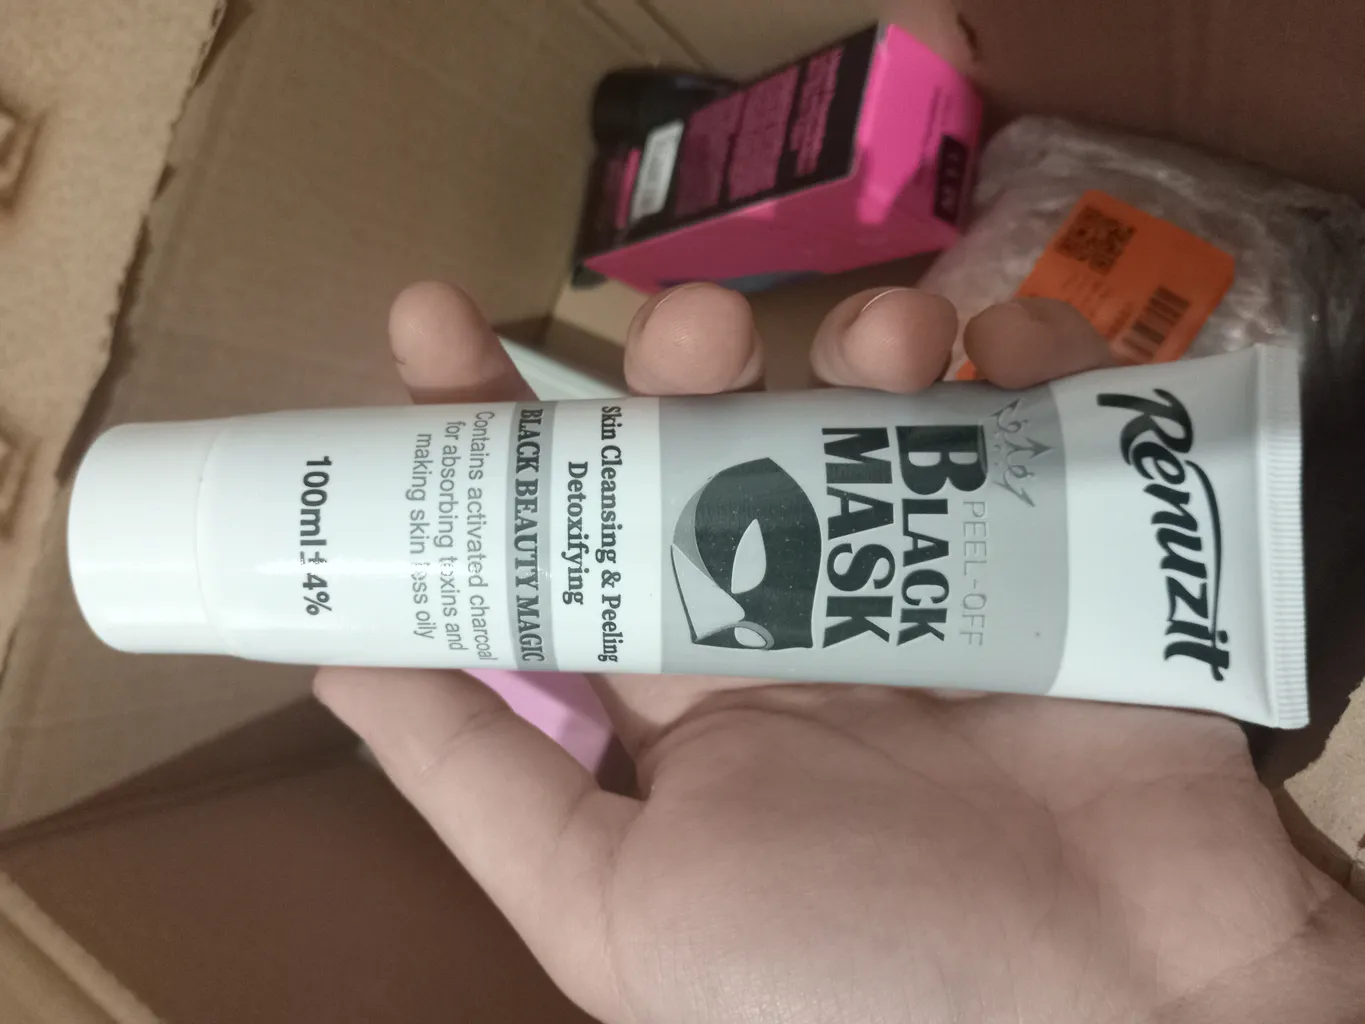 Renuzit
PEEL-OFF
BLACK
MASK
Skin Cleansing & Peeling
Detoxifying
BLACK BEAUTY MAGIC
Contains activated charcoal
for absorbing toxins and
making skin less oily
100ml±4%